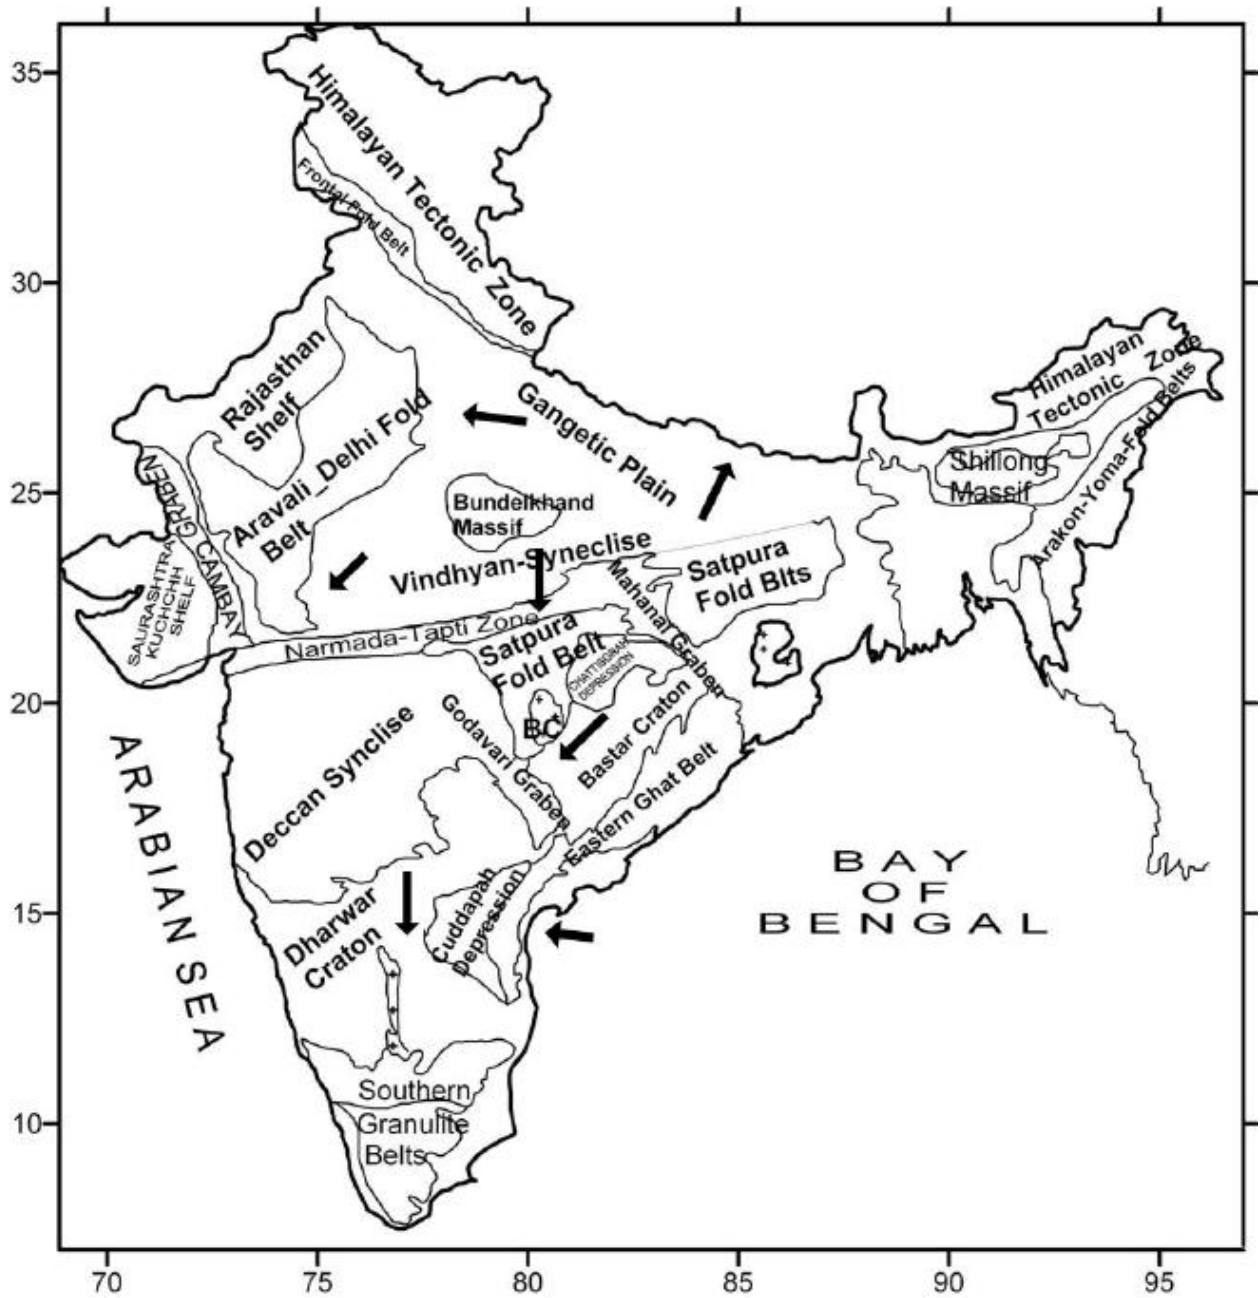 35
30
25
20
15
10
70
75
80
85
90
95
Himalayan Tectonic Zone
Frontal Fold Belt
Rajasthan
Shelf
Aravali_Delhi Fold
Belt
Gangetic Plain
Himalayan
Tectonic Zone
Shillong
Massif
Arakon-Yoma-Fold Belts
GRABEN
CAMBAY
SAURASHTRA
KUCHCHH
SHELF
Bundelkhand
Massif
Vindhyan-Syneclise
Satpura
Fold Blts
Mahanal Graben
Narmada-Tapti Zone
Satpura
Fold Belt
CHATTISGRAH
DEPRESSION
BC
Godavari Graben
Bastar Craton
Eastern Ghat Belt
Deccan Synclise
Dharwar
Craton
Cuddapah
Depression
Southern
Granulite
Belts
ARABIAN SEA
BAY
OF
BENGAL